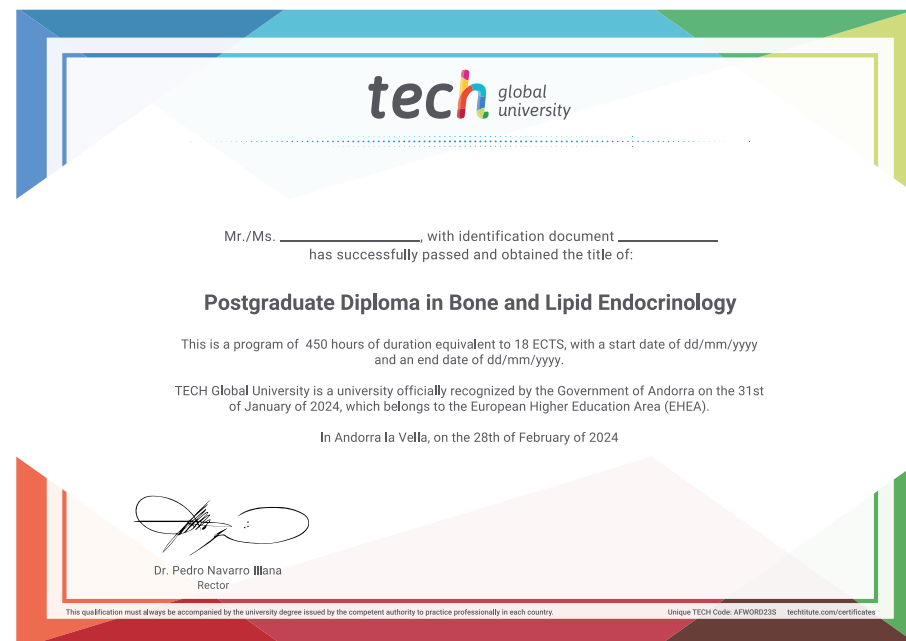 tech global university
Mr./Ms. ____________, with identification document ____________
has successfully passed and obtained the title of:
Postgraduate Diploma in Bone and Lipid Endocrinology
This is a program of 450 hours of duration equivalent to 18 ECTS, with a start date of dd/mm/yyyy
and an end date of dd/mm/yyyy.
TECH Global University is a university officially recognized by the Government of Andorra on the 31st
of January of 2024, which belongs to the European Higher Education Area (EHEA).
In Andorra la Vella, on the 28th of February of 2024
Dr. Pedro Navarro Illana
Rector
This qualification must always be accompanied by the university degree issued by the competent authority to practice professionally in each country. Unique TECH Code: AFWORD23S techtitute.com/certificates